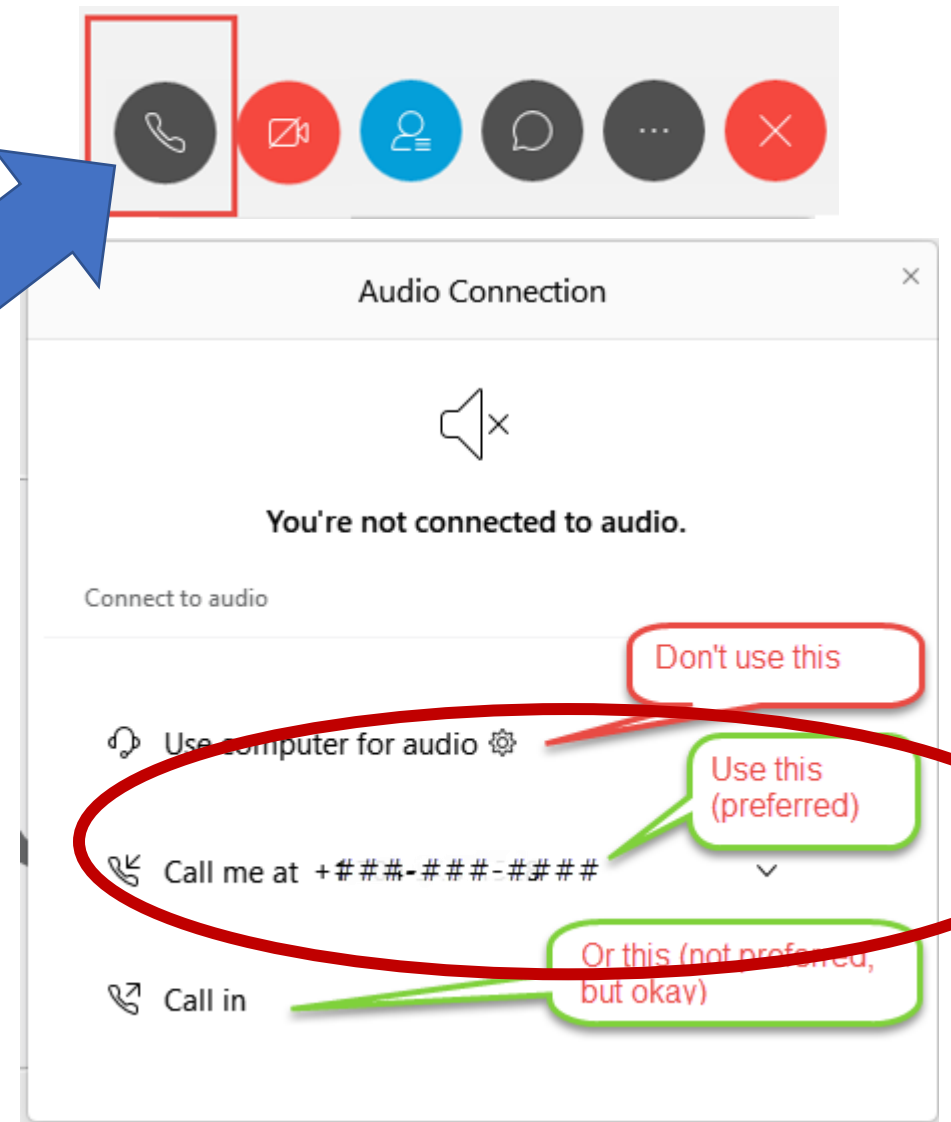 Audio Connection
You're not connected to audio.
Connect to audio
Don't use this
Use computer for audio
Use this
(preferred)
Call me at +###-###-####
Or this (not preferred,
but okay)
Call in